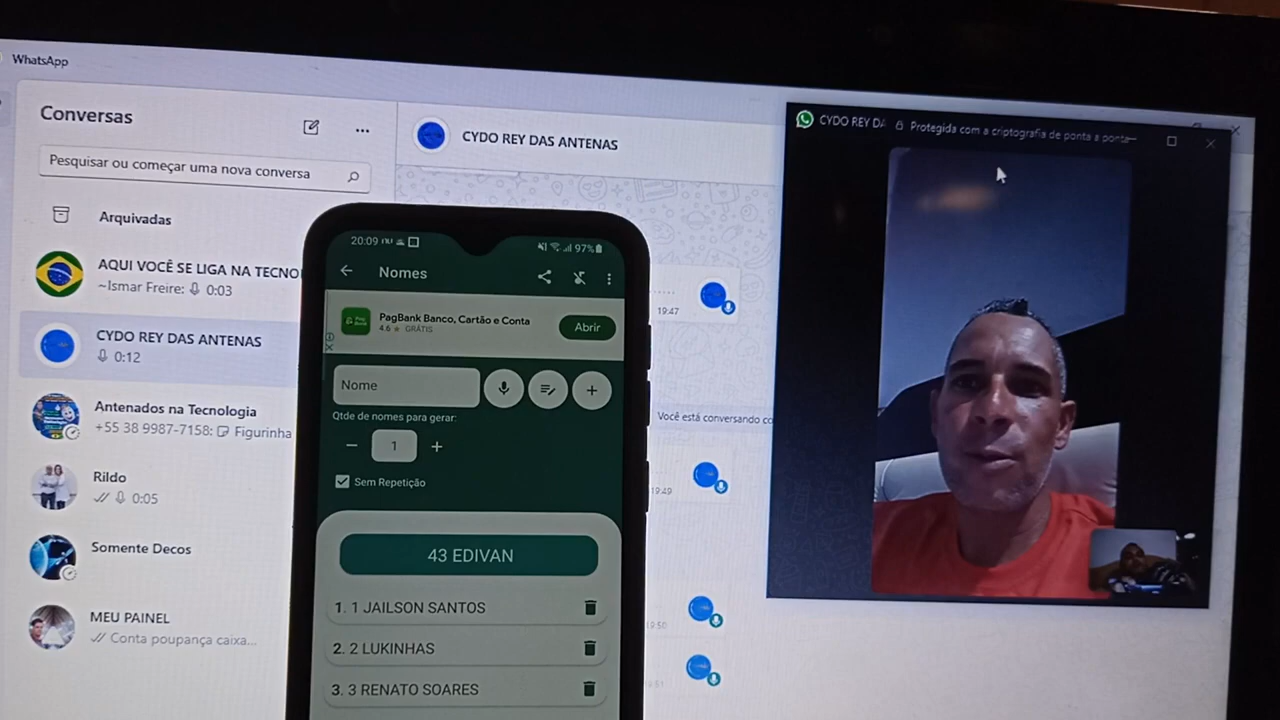 WhatsApp
Conversas
Pesquisar ou começar uma nova conversa
Arquivadas
AQUI VOCÊ SE LIGA NA TECNO
~Ismar Freire: 0:03
CYDO REY DAS ANTENAS
0:12
Antenados na Tecnologia
+55 38 9987-7158: Figurinha
Rildo
0:05
Somente Decos
MEU PAINEL
Conta poupança caixa...
CYDO REY DAS ANTENAS
19:47
Você está conversando co
19:49
19:50
19:51
CYDO REY DA
Protegida com a criptografia de ponta a ponta
20:09
97%
Nomes
PagBank Banco, Cartão e Conta
4.6 ★ GRÁTIS
Abrir
Nome
Qtde de nomes para gerar:
1
Sem Repetição
43 EDIVAN
1. 1 JAILSON SANTOS
2. 2 LUKINHAS
3. 3 RENATO SOARES